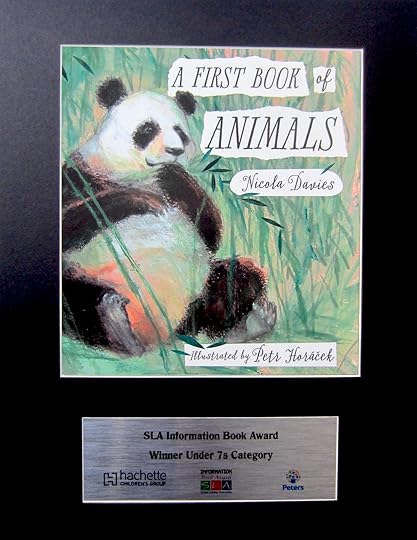 A FIRST BOOK of
ANIMALS
Nicola Davies
Illustrated by Petr Horáček
SLA Information Book Award
Winner Under 7s Category
hachette
CHILDREN'S GROUP
INFORMATION
SLA
Peters